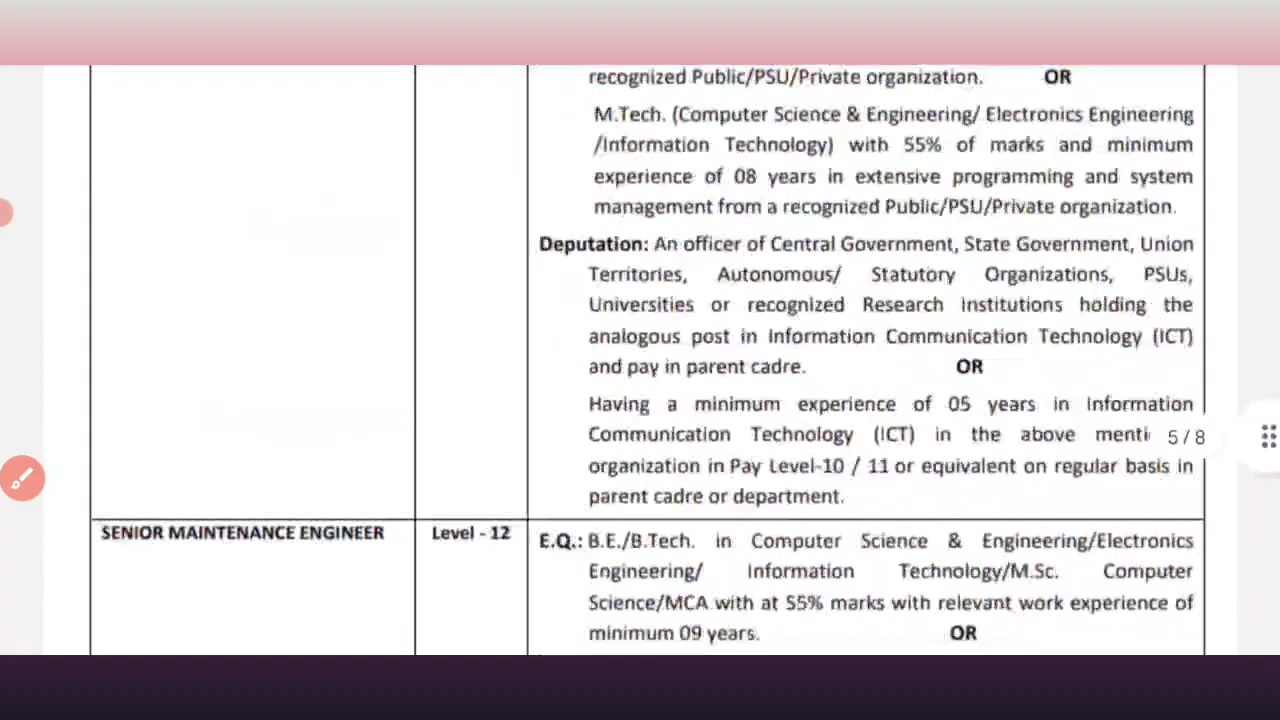 recognized Public/PSU/Private organization. OR
M.Tech. (Computer Science & Engineering/ Electronics Engineering
/Information Technology) with 55% of marks and minimum
experience of 08 years in extensive programming and system
management from a recognized Public/PSU/Private organization.
Deputation: An officer of Central Government, State Government, Union
Territories, Autonomous/ Statutory Organizations, PSUs,
Universities or recognized Research Institutions holding the
analogous post in Information Communication Technology (ICT)
and pay in parent cadre. OR
Having a minimum experience of 05 years in Information
Communication Technology (ICT) in the above menti
organization in Pay Level-10 / 11 or equivalent on regular basis in
parent cadre or department.
5 / 8
SENIOR MAINTENANCE ENGINEER
Level - 12
E.Q.: B.E./B.Tech. in Computer Science & Engineering/Electronics
Engineering/ Information Technology/M.Sc. Computer
Science/MCA with at 55% marks with relevant work experience of
minimum 09 years. OR